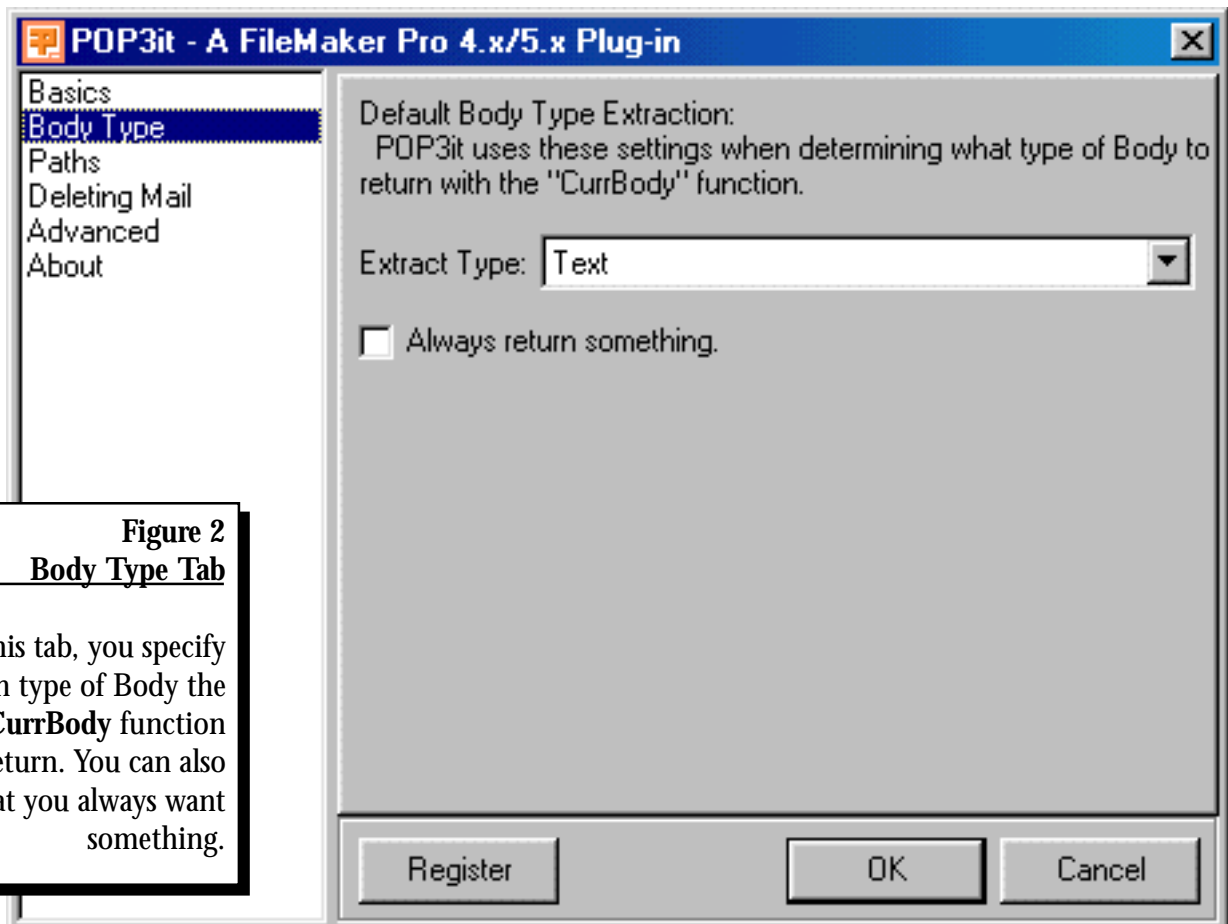 POP3it - A FileMaker Pro 4.x/5.x Plug-in
Basics
Body Type
Paths
Deleting Mail
Advanced
About
Default Body Type Extraction:
POP3it uses these settings when determining what type of Body to
return with the "CurrBody" function.
Extract Type: Text
Always return something.
Figure 2
Body Type Tab
tab, you specify
type of Body the
CurrBody function
You can also
you always want
something.
Register
OK
Cancel